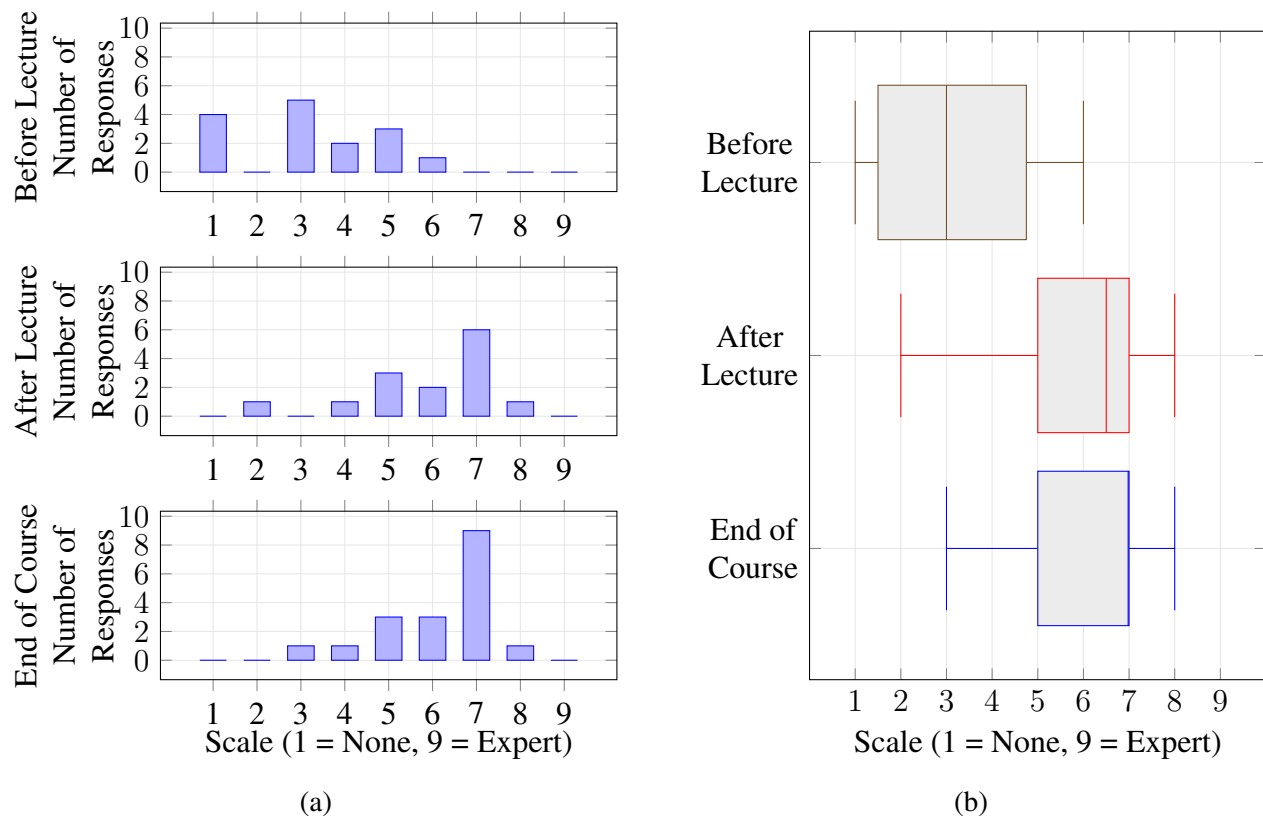 Before Lecture
Number of
Responses
10
8
6
4
2
0
1 2 3 4 5 6 7 8 9
After Lecture
Number of
Responses
10
8
6
4
2
0
1 2 3 4 5 6 7 8 9
End of Course
Number of
Responses
10
8
6
4
2
0
1 2 3 4 5 6 7 8 9
Scale (1 = None, 9 = Expert)
(a)
Before
Lecture
After
Lecture
End of
Course
1 2 3 4 5 6 7 8 9
Scale (1 = None, 9 = Expert)
(b)